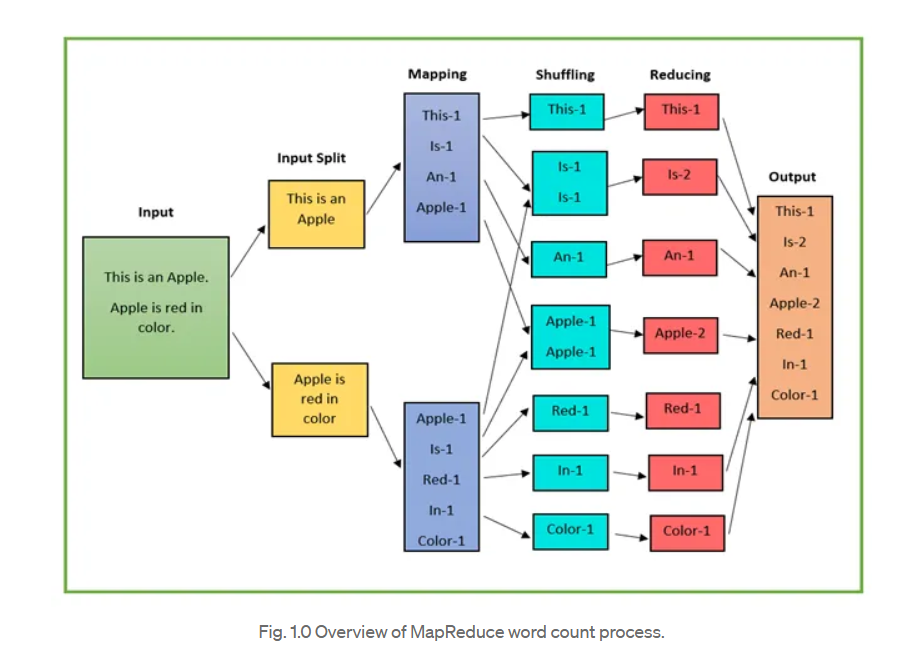 Input
This is an Apple.
Apple is red in
color.
Input Split
This is an
Apple
Apple is
red in
color
Mapping
This-1
Is-1
An-1
Apple-1
Apple-1
Is-1
Red-1
In-1
Color-1
Shuffling
This-1
Is-1
Is-1
An-1
Apple-1
Apple-1
Red-1
In-1
Color-1
Reducing
This-1
Is-2
An-1
Apple-2
Red-1
In-1
Color-1
Output
This-1
Is-2
An-1
Apple-2
Red-1
In-1
Color-1
Fig. 1.0 Overview of MapReduce word count process.